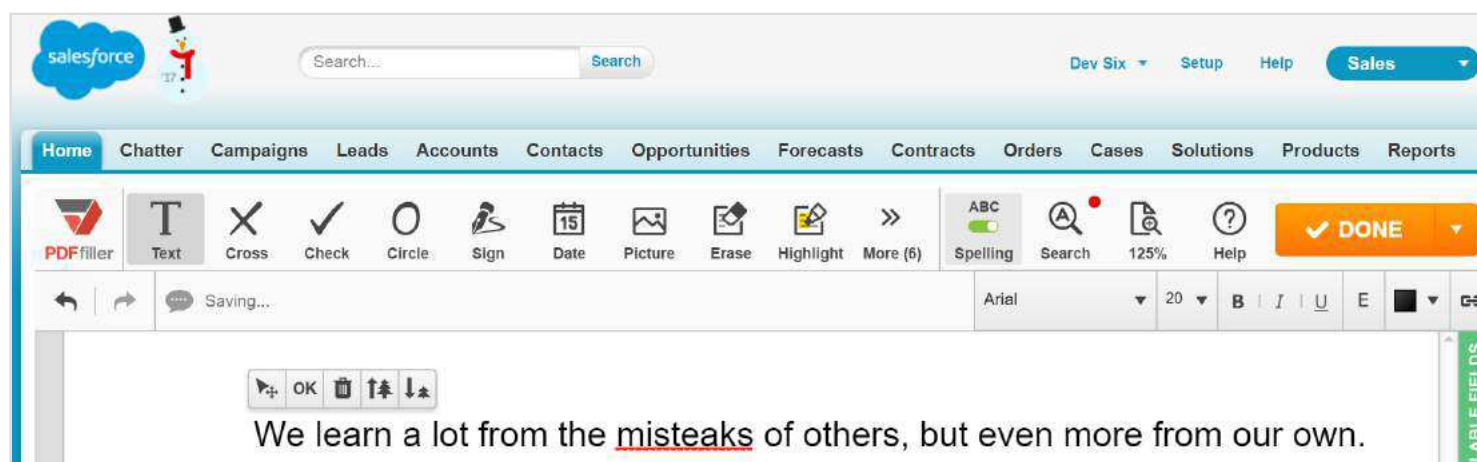 salesforce '17 Search... Search Dev Six Setup Help Sales
Home Chatter Campaigns Leads Accounts Contacts Opportunities Forecasts Contracts Orders Cases Solutions Products Reports
T 15 ABC A
PDFfiller Text Cross Check Circle Sign Date Picture Erase Highlight More (6) Spelling Search 125% Help DONE
Saving... Arial 20 B I U E
OK
We learn a lot from the misteaks of others, but even more from our own.
LABLE FIELDS